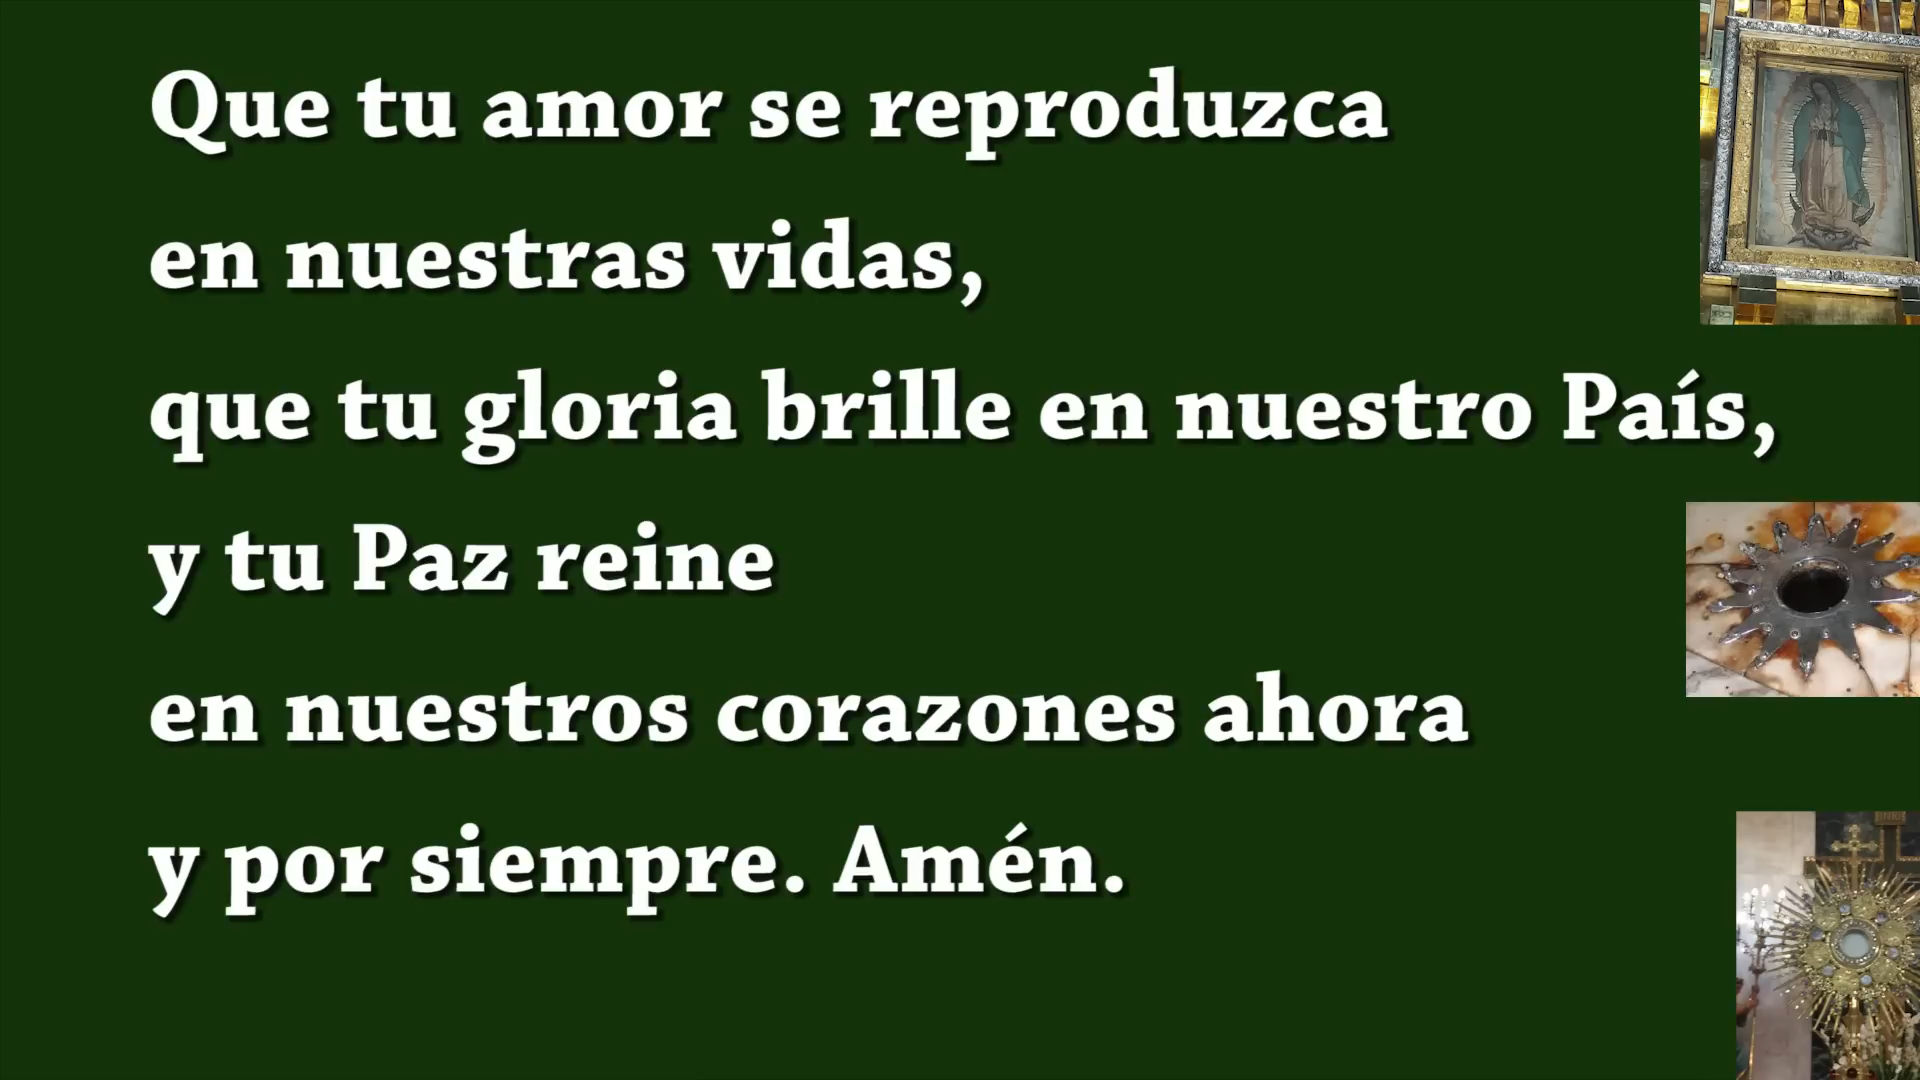 Que tu amor se reproduzca
en nuestras vidas,
que tu gloria brille en nuestro País,
y tu Paz reine
en nuestros corazones ahora
y por siempre. Amén.